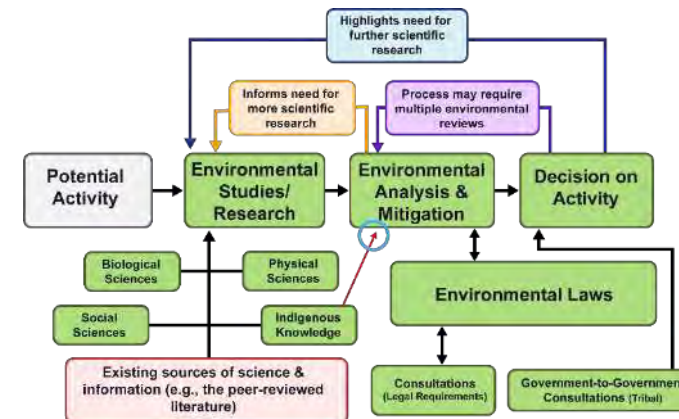 Highlights need for
further scientific
research
Informs need for
more scientific
research
Process may require
multiple environmental
reviews
Potential
Activity
Environmental
Studies/
Research
Environmental
Analysis &
Mitigation
Decision on
Activity
Biological
Sciences
Physical
Sciences
Social
Sciences
Indigenous
Knowledge
Environmental Laws
Existing sources of science &
information (e.g., the peer-reviewed
literature)
Consultations
(Legal Requirements)
Government-to-Government
Consultations (Tribal)